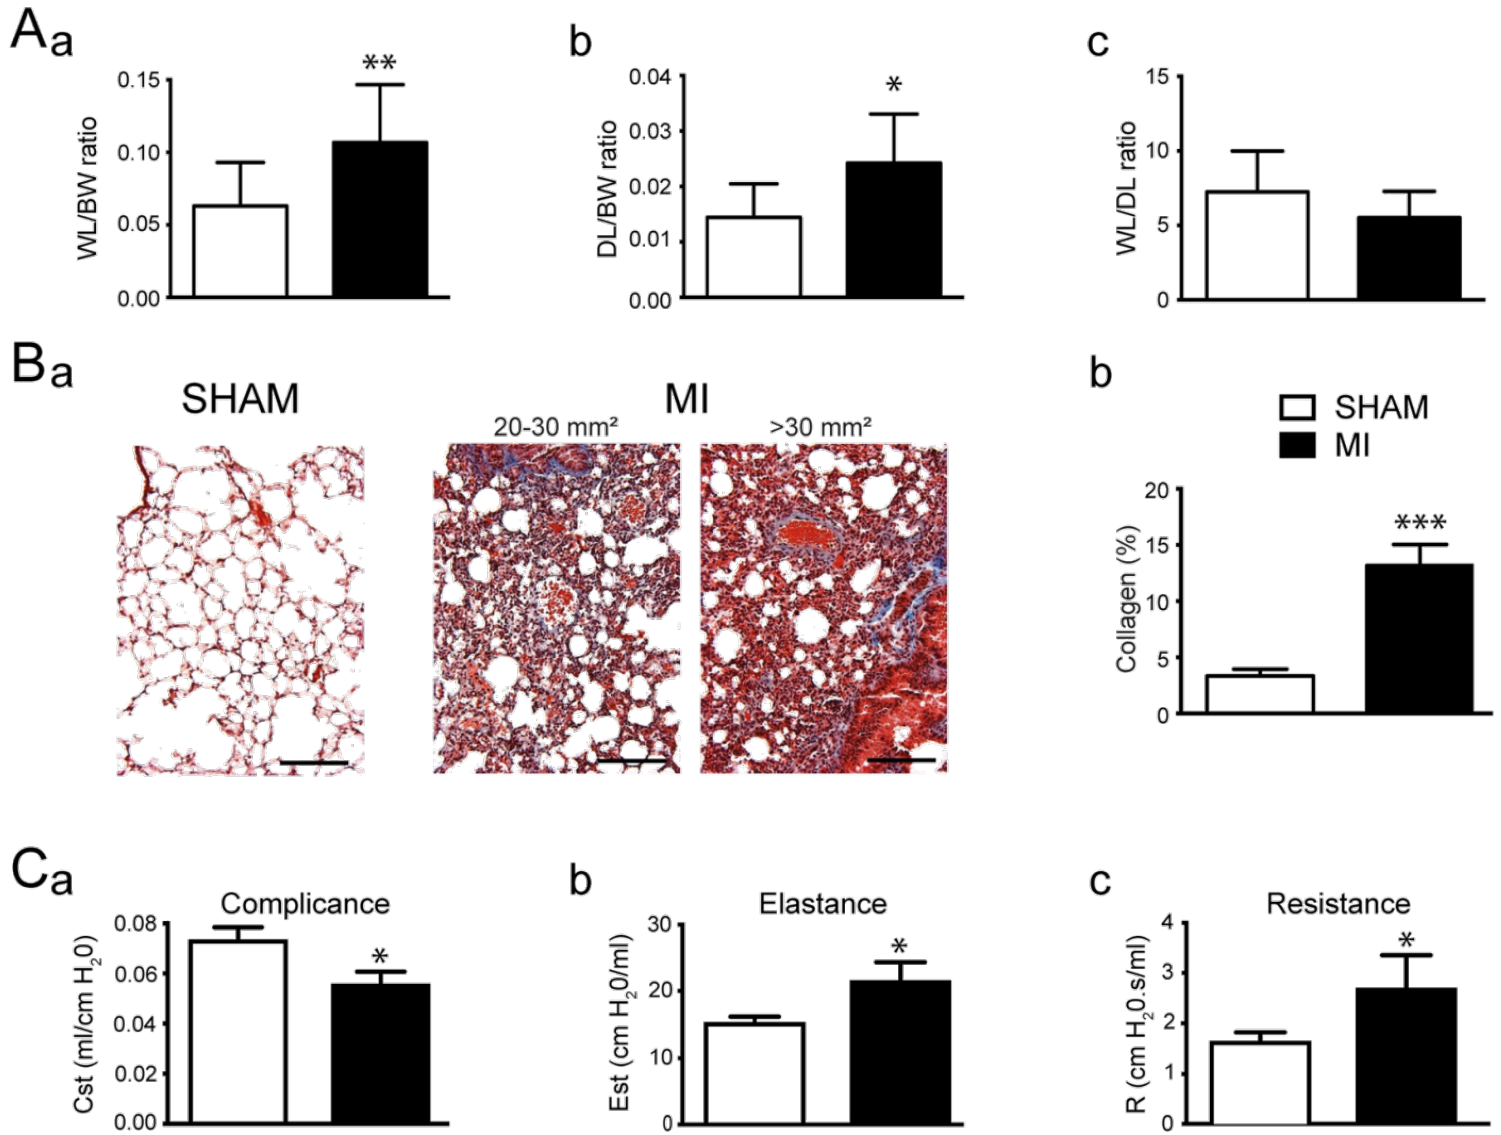 A a
b
c
**
*
0.15
0.10
0.05
0.00
WL/BW ratio
0.04
0.03
0.02
0.01
0.00
DL/BW ratio
15
10
5
0
WL/DL ratio
B a
SHAM
MI
20-30 mm²
>30 mm²
b
SHAM
MI
***
20
15
10
5
0
Collagen (%)
C a
b
c
Complicance
*
0.08
0.06
0.04
0.02
0.00
Cst (ml/cm H₂0)
Elastance
*
30
20
10
0
Est (cm H₂0/ml)
Resistance
*
4
3
2
1
0
R (cm H₂0.s/ml)